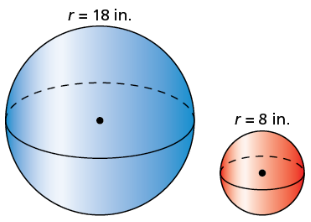 r = 18 in.
r = 8 in.